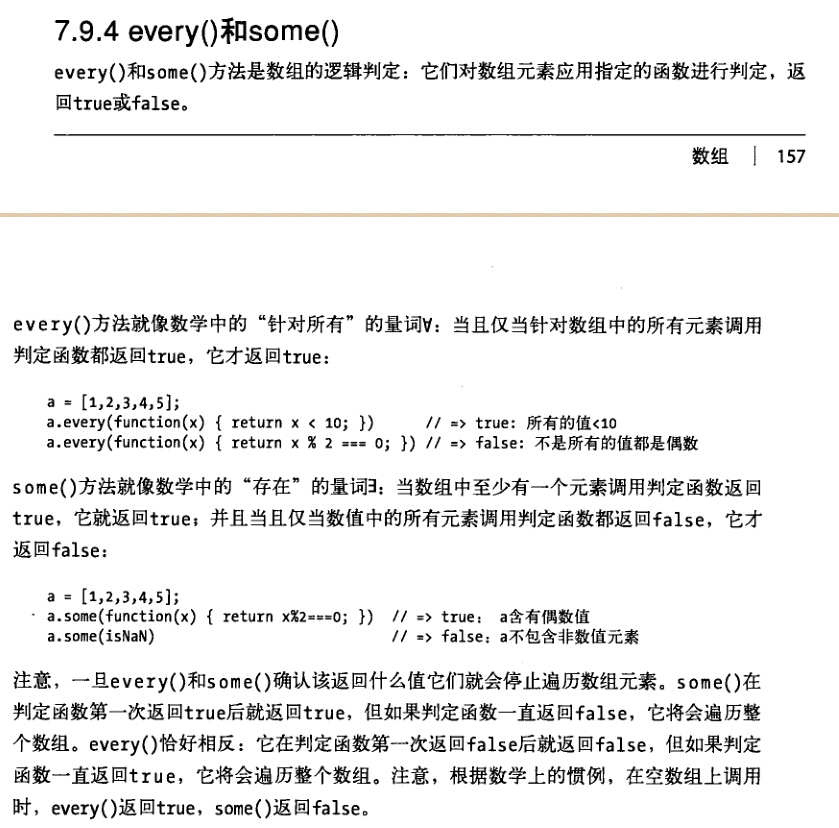 7.9.4 every()和some()
every()和some()方法是数组的逻辑判定：它们对数组元素应用指定的函数进行判定，返
回true或false。
数组 | 157
every()方法就像数学中的“针对所有”的量词∀：当且仅当针对数组中的所有元素调用
判定函数都返回true，它才返回true：
a = [1,2,3,4,5];
a.every(function(x) { return x < 10; }) // => true: 所有的值<10
a.every(function(x) { return x % 2 === 0; }) // => false: 不是所有的值都是偶数
some()方法就像数学中的“存在”的量词∃：当数组中至少有一个元素调用判定函数返回
true，它就返回true；并且当且仅当数值中的所有元素调用判定函数都返回false，它才
返回false：
a = [1,2,3,4,5];
a.some(function(x) { return x%2===0; }) // => true: a含有偶数值
a.some(isNaN) // => false: a不包含非数值元素
注意，一旦every()和some()确认该返回什么值它们就会停止遍历数组元素。some()在
判定函数第一次返回true后就返回true，但如果判定函数一直返回false，它将会遍历整
个数组。every()恰好相反：它在判定函数第一次返回false后就返回false，但如果判定
函数一直返回true，它将会遍历整个数组。注意，根据数学上的惯例，在空数组上调用
时，every()返回true，some()返回false。